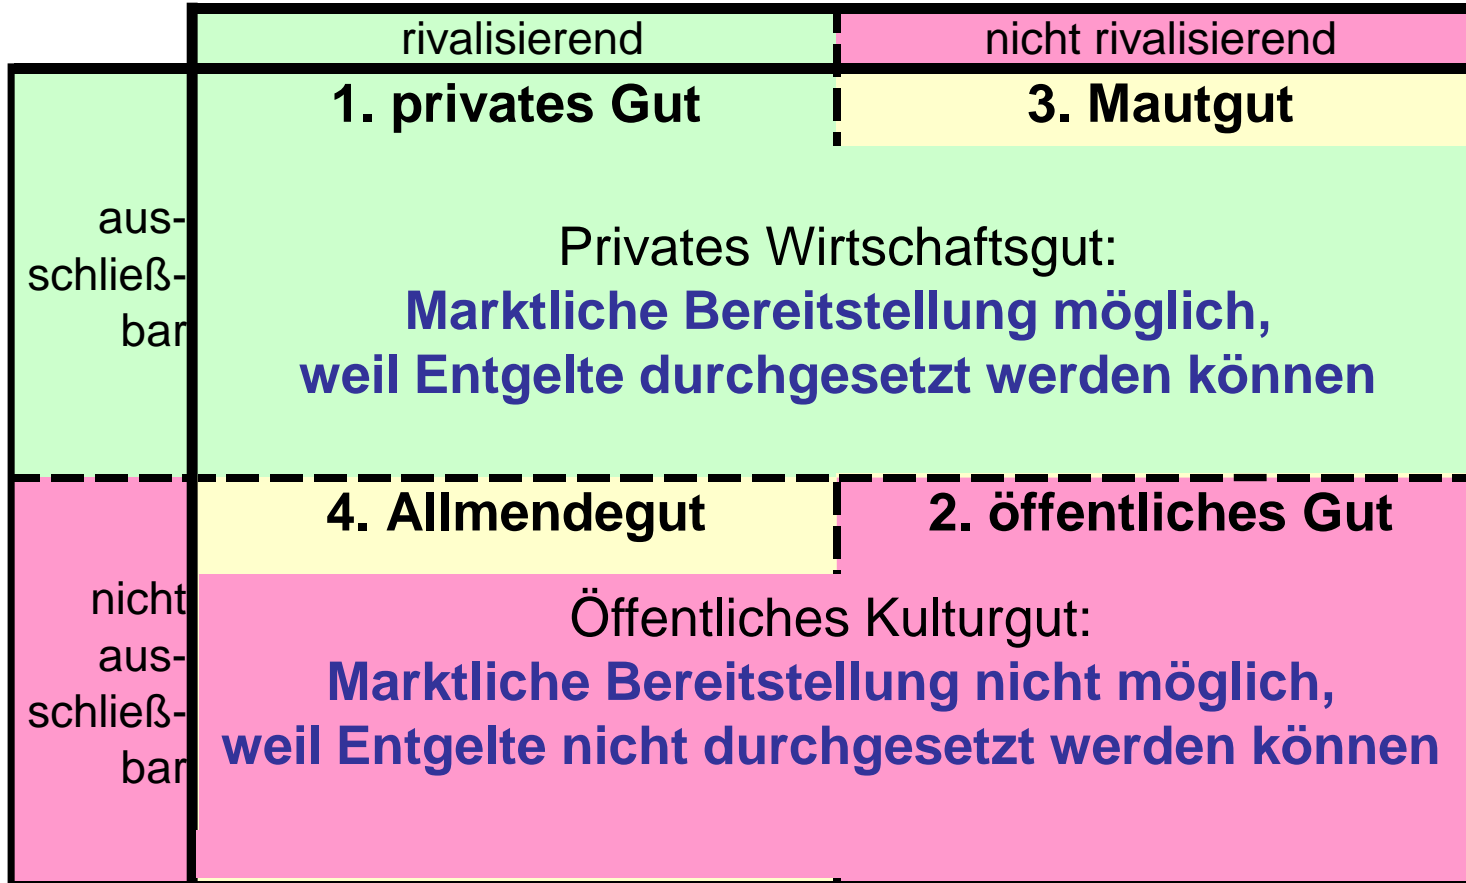 rivalisierend
nicht rivalisierend
1. privates Gut
3. Mautgut
aus-
schließ-
bar
Privates Wirtschaftsgut:
Marktliche Bereitstellung möglich,
weil Entgelte durchgesetzt werden können
4. Allmendegut
2. öffentliches Gut
nicht
aus-
schließ-
bar
Öffentliches Kulturgut:
Marktliche Bereitstellung nicht möglich,
weil Entgelte nicht durchgesetzt werden können